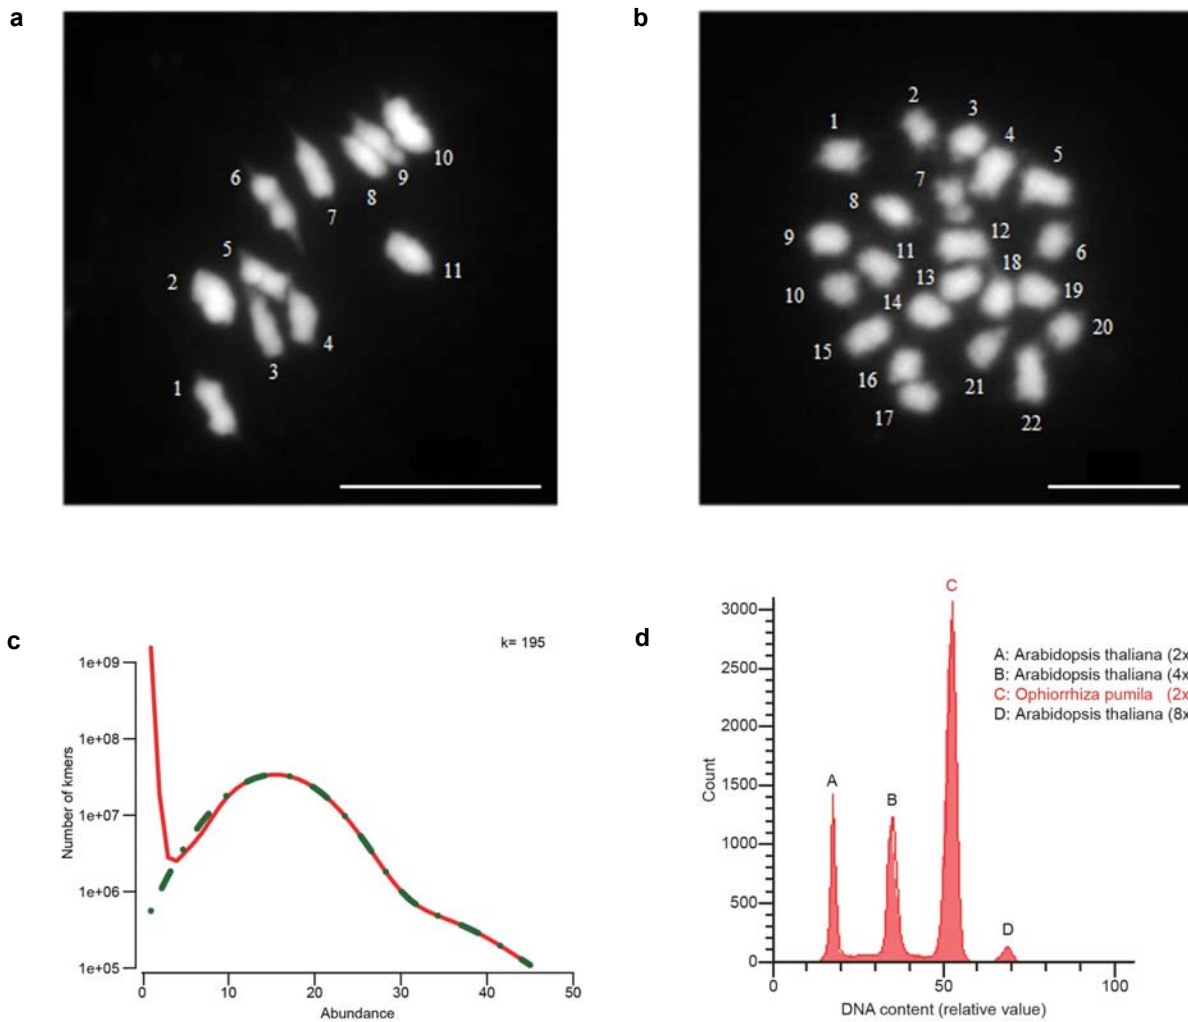 a
b
10
9
8
6
7
11
5
2
4
3
1
2
3
1
4
5
7
8
9
12
6
11
18
10
13
19
14
20
15
16
21
17
22
c
k= 195
1e+09
1e+08
1e+07
1e+06
1e+05
Number of kmers
0
10
20
30
40
50
Abundance
d
C
3000
2500
2000
1500
1000
500
0
Count
A
B
D
A: Arabidopsis thaliana (2x
B: Arabidopsis thaliana (4x
C: Ophiorrhiza pumila (2x
D: Arabidopsis thaliana (8x
0
50
100
DNA content (relative value)